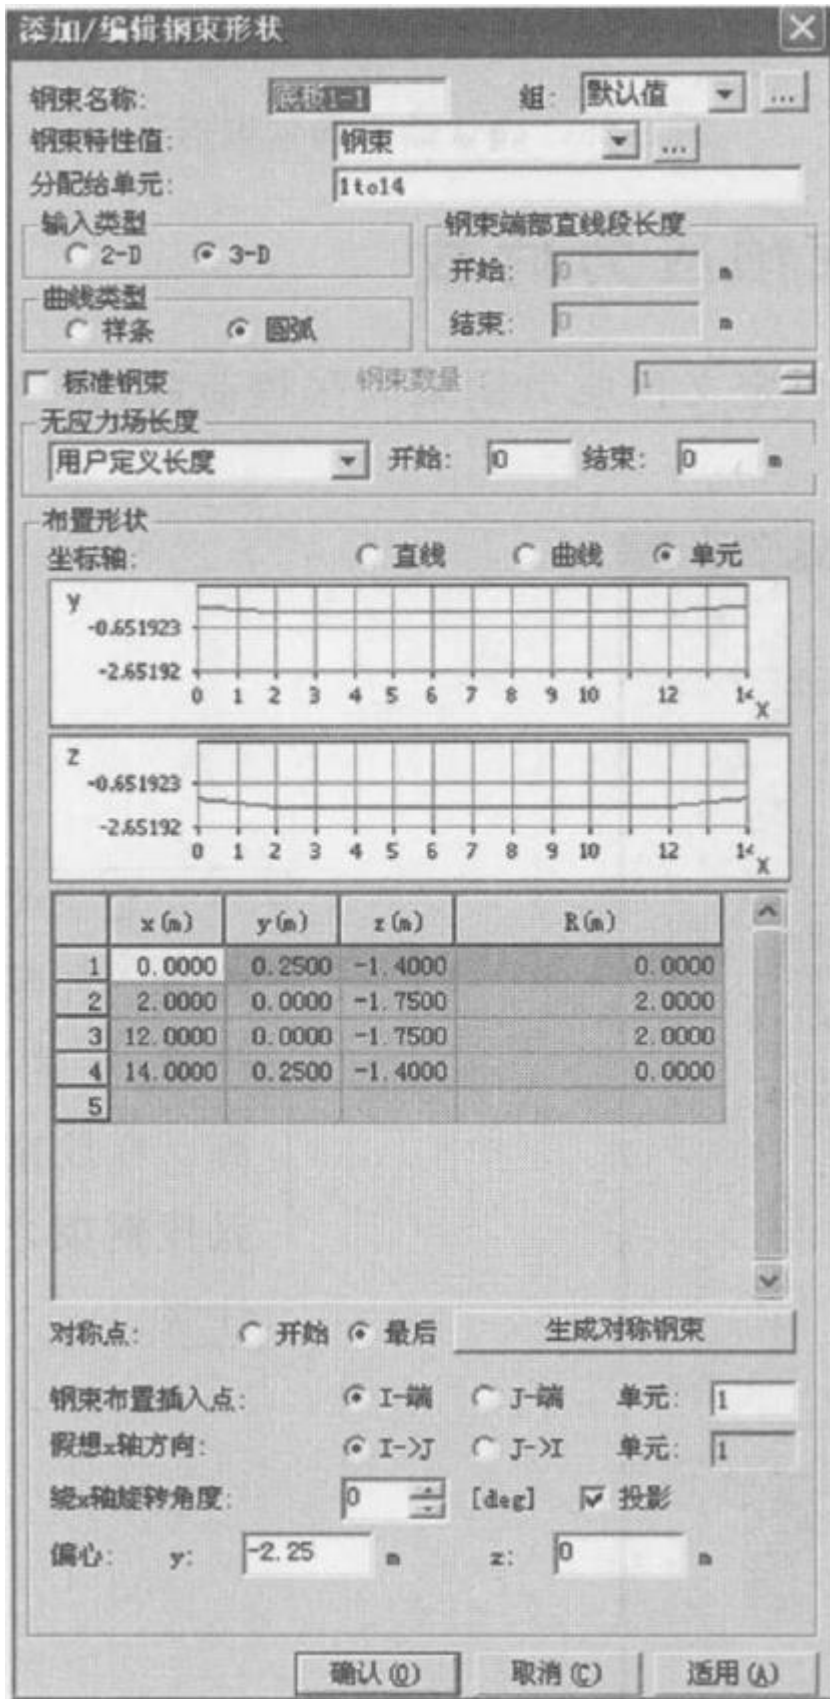 添加/编辑钢束形状
钢束名称: 底板1-1 组: 默认值 ...
钢束特性值: 钢束 ...
分配给单元: 1to14
输入类型 钢束端部直线段长度
2-D 3-D
开始: 0 m
曲线类型
样条 圆弧 结束: 0 m
标准钢束 钢束数量: 1
无应力场长度
用户定义长度 开始: 0 结束: 0 m
布置形状
坐标轴: 直线 曲线 单元
y
-0.651923
-2.65192
0 1 2 3 4 5 6 7 8 9 10 12 14
X
z
-0.651923
-2.65192
0 1 2 3 4 5 6 7 8 9 10 12 14
X
x(m) y(m) z(m) R(m)
1 0.0000 0.2500 -1.4000 0.0000
2 2.0000 0.0000 -1.7500 2.0000
3 12.0000 0.0000 -1.7500 2.0000
4 14.0000 0.2500 -1.4000 0.0000
5
对称点: 开始 最后 生成对称钢束
钢束布置插入点: I-端 J-端 单元: 1
假想x轴方向: I->J J->I 单元: 1
绕x轴旋转角度: 0 [deg] 投影
偏心: y: -2.25 m z: 0 m
确认(O) 取消(C) 适用(A)